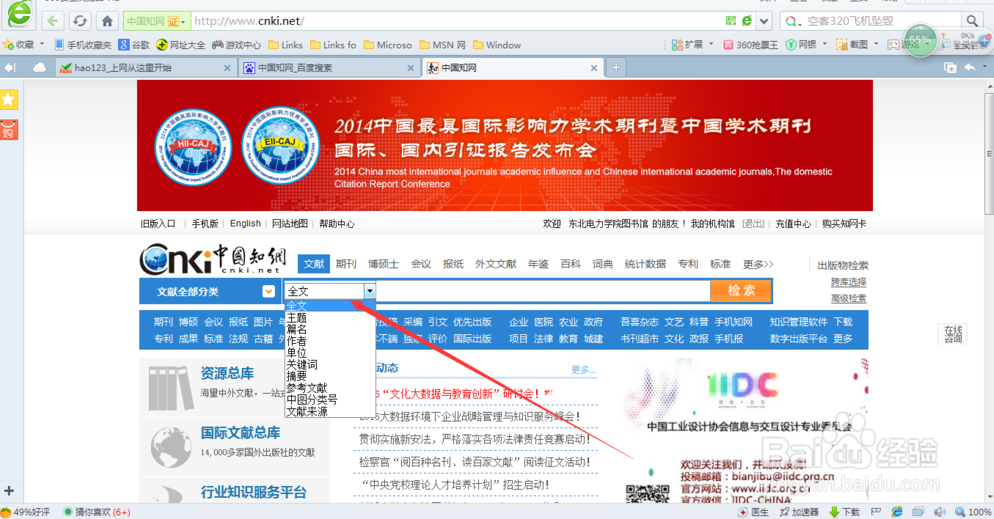 中国知网 证 http://www.cnki.net/ 空客320飞机坠毁
收藏 手机收藏夹 谷歌 网址大全 游戏中心 Links Links fo Microso MSN 网 Window 扩展 360抢票王 网银 截图 游戏
55% 0K/s
hao123_上网从这里开始 中国知网_百度搜索 中国知网
购
HII-CAJ EII-CAJ
2014中国最具国际影响力学术期刊暨中国学术期刊
国际、国内引证报告发布会
2014 China most international journals academic influence and Chinese international academic journals,The domestic
Citation Report Conference
旧版入口 手机版 English 网站地图 帮助中心 欢迎 东北电力学院图书馆 的朋友！ 我的机构馆 [退出] 充值中心 购买知网卡
Cnki 中国知网
cnki.net
文献 期刊 博硕士 会议 报纸 外文文献 年鉴 百科 词典 统计数据 专利 标准 更多>> 出版物检索
跨库选择
高级检索
文献全部分类 全文 检索
全文
主题
篇名
作者
单位
关键词
摘要
参考文献
中图分类号
文献来源
期刊 博硕 会议 报纸 图片 采编 引文 优先出版 企业 医院 农业 政府 吾喜杂志 文艺 科普 手机知网 知识管理软件 下载
专利 成果 标准 法规 古籍 评价 国际出版 项目 法律 教育 城建 书刊超市 文化 政报 手机报 数字出版平台 更多
在线
咨询
资源总库
海量中外文献，一站
国际文献总库
14,000多家国外出版社的文献
行业知识服务平台
动态 更多...
“文化大数据与教育创新”研讨会！
大数据环境下企业战略管理与知识服务峰会！
贯彻实施新安法，严格落实各项法律责任竞赛启动！
检察官“阅百种名刊、读百家文献”阅读征文活动！
“中央党校理论人才培养计划”招生启动！
1IIDC
中国工业设计协会信息与交互设计专业委员会
欢迎关注我们，并踊跃投稿！
投稿邮箱：bianjibu@iidc.org.cn
官方网站：www.iidc.org.cn
官方微信：IIDC-CHINA
Baidu经验
jingyan.baidu.com
49%好评 猜你喜欢 (6+) 医生 加速器 下载 100%